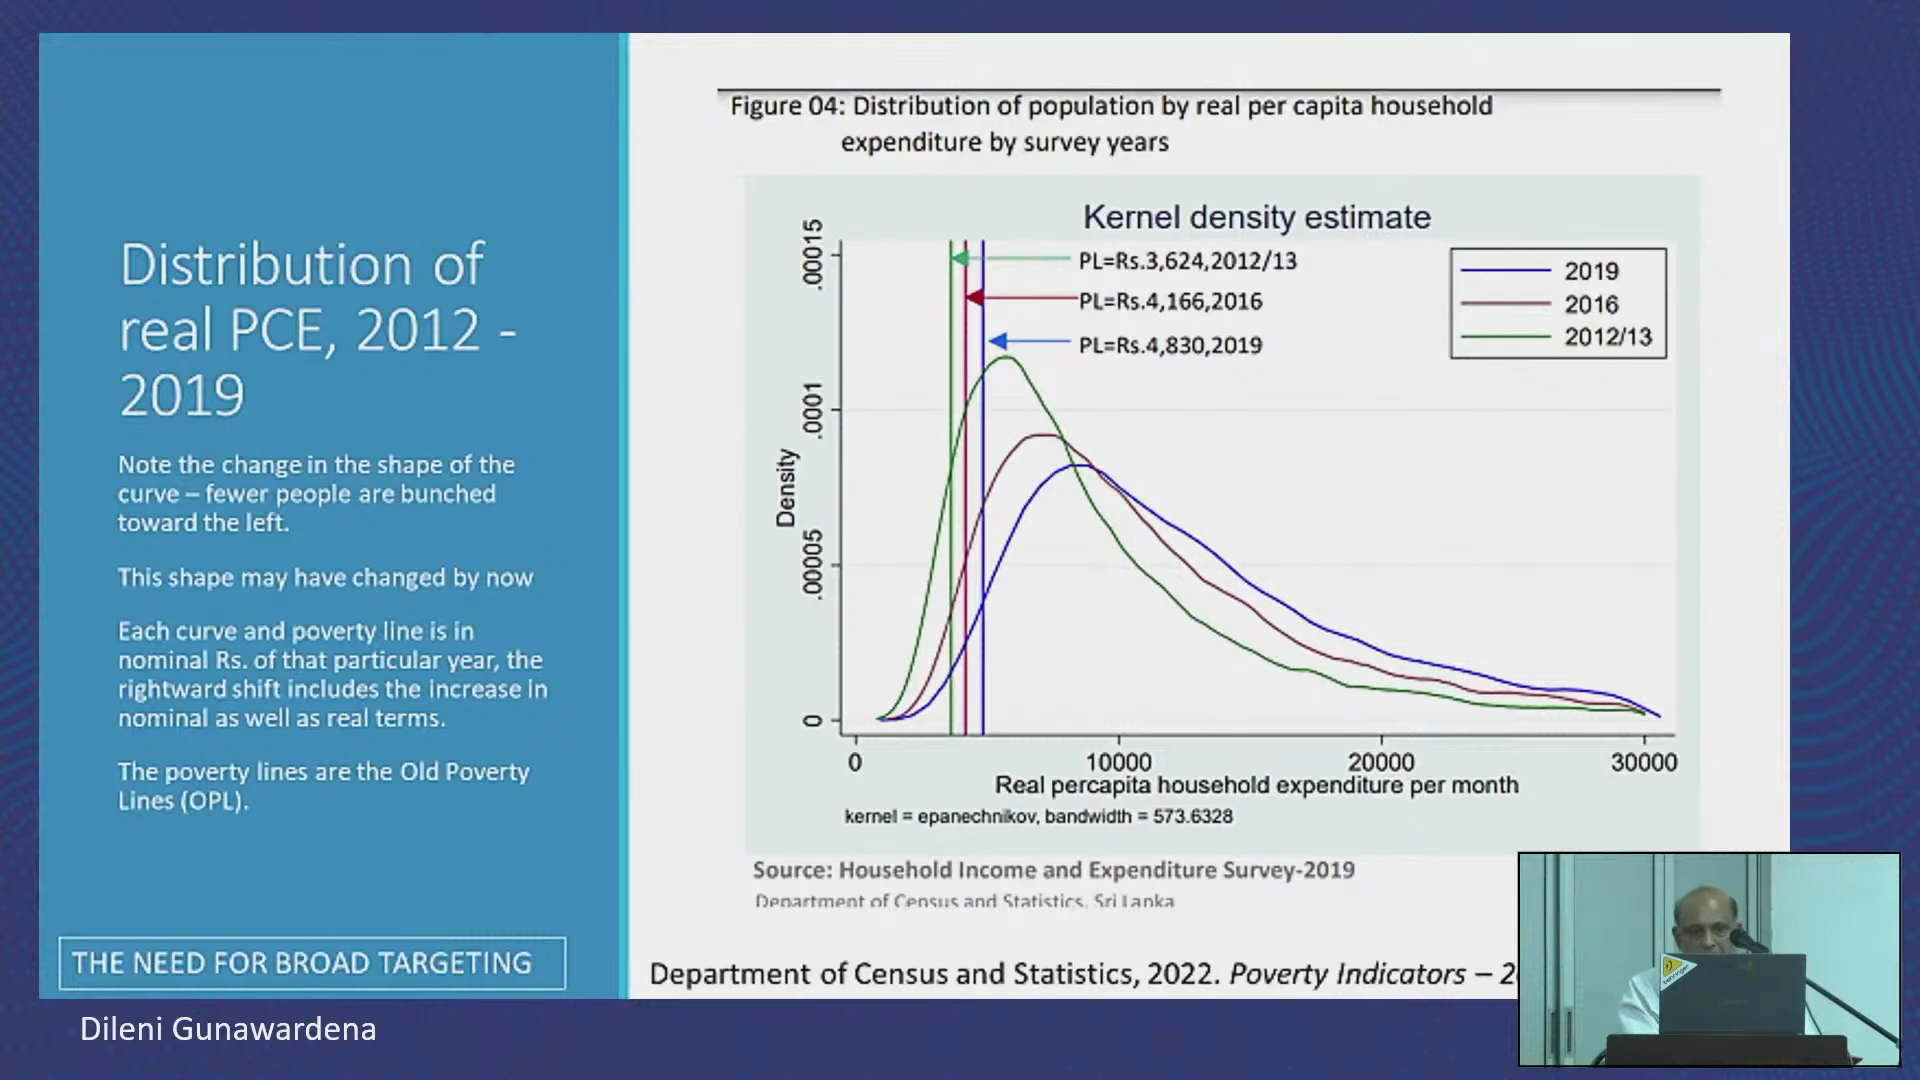 Distribution of
real PCE, 2012 -
2019
Note the change in the shape of the
curve – fewer people are bunched
toward the left.
This shape may have changed by now
Each curve and poverty line is in
nominal Rs. of that particular year, the
rightward shift includes the increase in
nominal as well as real terms.
The poverty lines are the Old Poverty
Lines (OPL).
THE NEED FOR BROAD TARGETING
Figure 04: Distribution of population by real per capita household
expenditure by survey years
Kernel density estimate
PL=Rs.3,624,2012/13
PL=Rs.4,166,2016
PL=Rs.4,830,2019
2019
2016
2012/13
Density
.00015
.0001
.00005
0
0 10000 20000 30000
Real percapita household expenditure per month
kernel = epanechnikov, bandwidth = 573.6328
Source: Household Income and Expenditure Survey-2019
Department of Census and Statistics, Sri Lanka
Department of Census and Statistics, 2022. Poverty Indicators –
Dileni Gunawardena
behringer